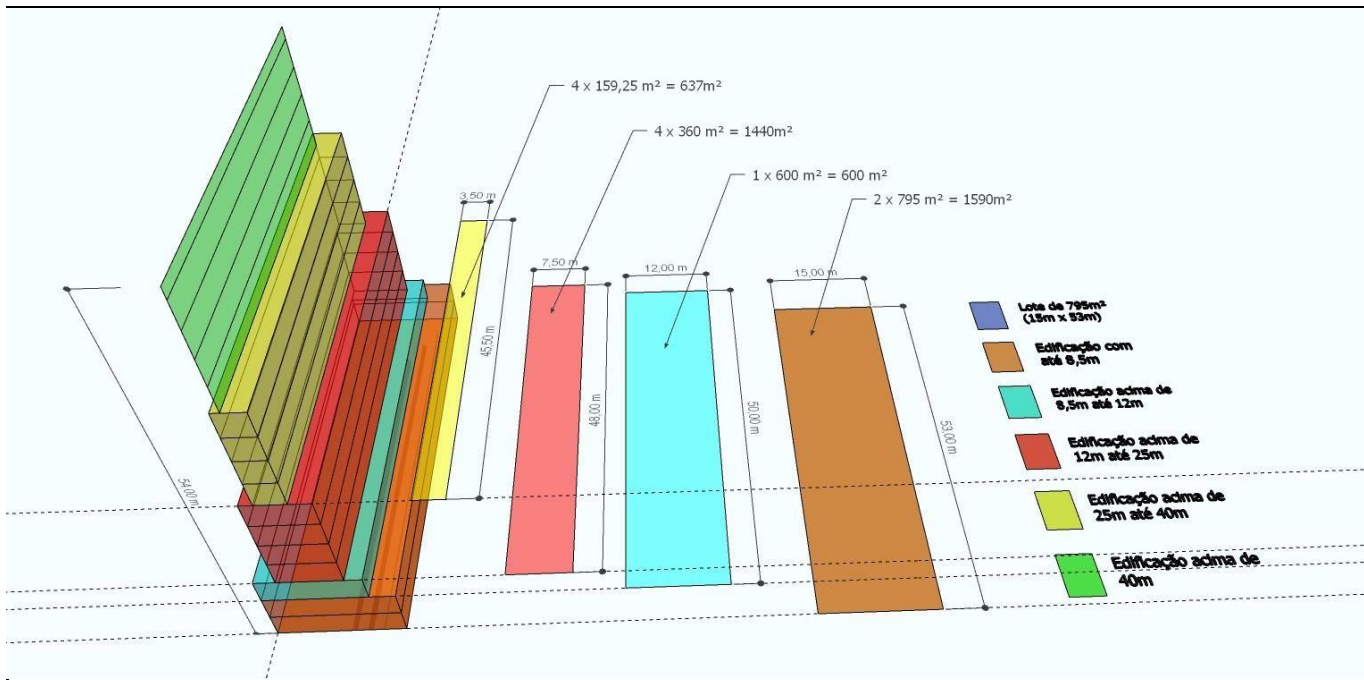 4 x 159,25 m² = 637m²
4 x 360 m² = 1440m²
1 x 600 m² = 600 m²
2 x 795 m² = 1590m²
3,50 m
7,50 m
12,00 m
15,00 m
45,50 m
48,00 m
50,00 m
53,00 m
54,00 m
Lote de 795m²
(15m x 53m)
Edificação com
até 8,5m
Edificação acima de
8,5m até 12m
Edificação acima de
12m até 25m
Edificação acima de
25m até 40m
Edificação acima de
40m